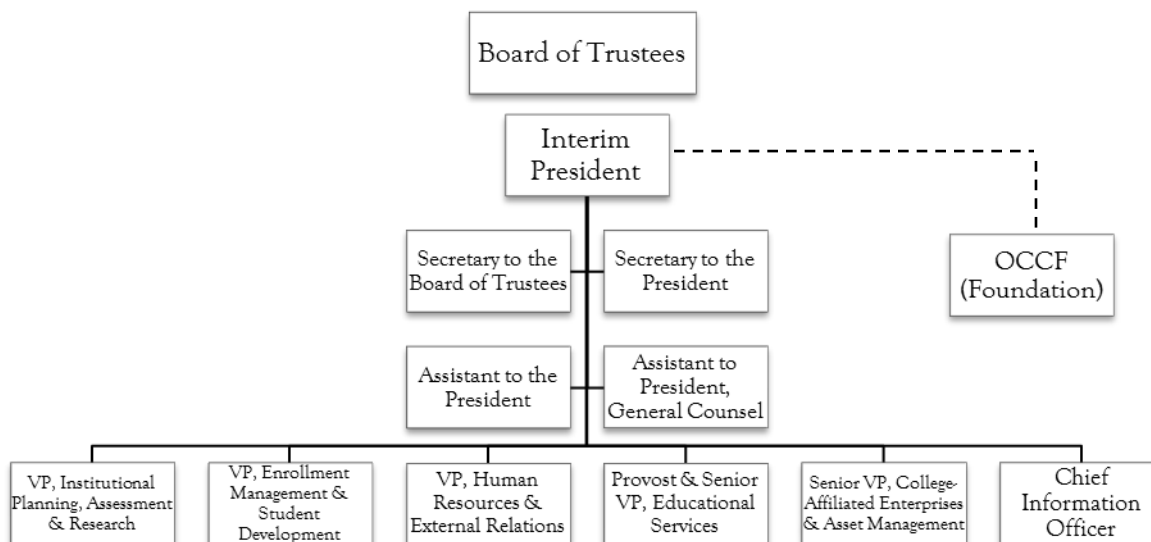 Board of Trustees
Interim
President
Secretary to the
Board of Trustees
Secretary to the
President
OCCF
(Foundation)
Assistant to the
President
Assistant to
President,
General Counsel
VP, Institutional
Planning, Assessment
& Research
VP, Enrollment
Management &
Student
Development
VP, Human
Resources &
External Relations
Provost & Senior
VP, Educational
Services
Senior VP, College-
Affiliated Enterprises
& Asset Management
Chief
Information
Officer